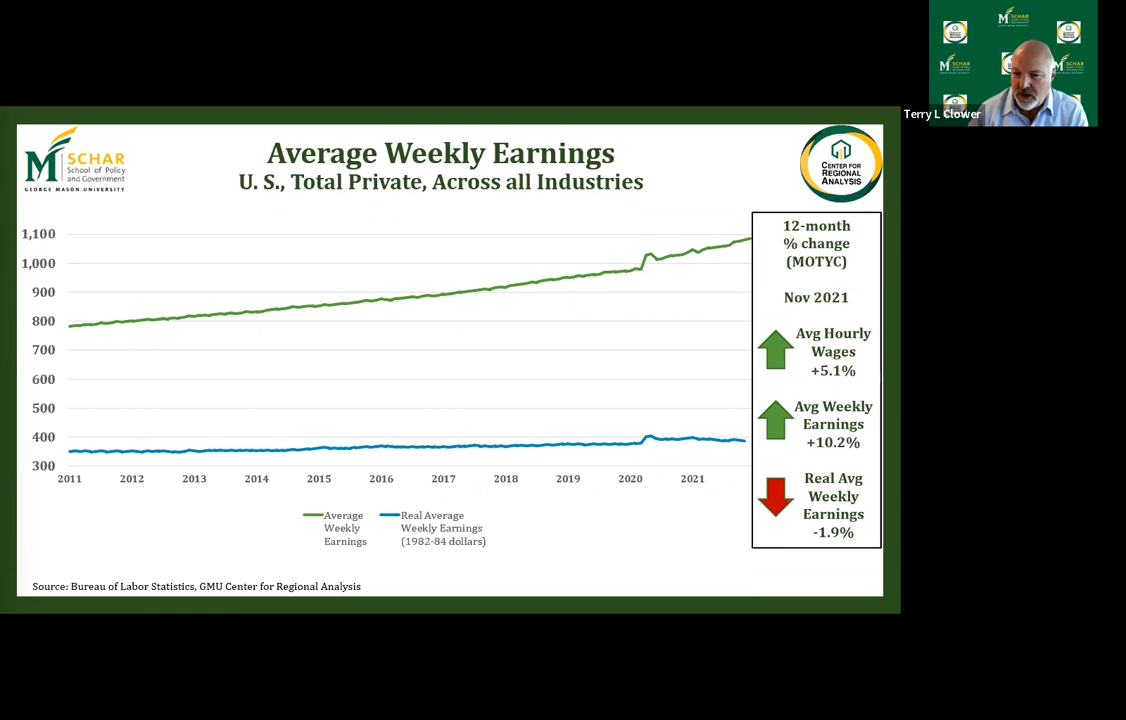 M SCHAR
School of Policy
and Government
GEORGE MASON UNIVERSITY
Average Weekly Earnings
U. S., Total Private, Across all Industries
CENTER FOR
REGIONAL
ANALYSIS
SCHAR
SCHAR
SCHAR
Terry L Clower
1,100
1,000
900
800
700
600
500
400
300
2011 2012 2013 2014 2015 2016 2017 2018 2019 2020 2021
Average
Weekly
Earnings
Real Average
Weekly Earnings
(1982-84 dollars)
12-month
% change
(MOTYC)
Nov 2021
Avg Hourly
Wages
+5.1%
Avg Weekly
Earnings
+10.2%
Real Avg
Weekly
Earnings
-1.9%
Source: Bureau of Labor Statistics, GMU Center for Regional Analysis